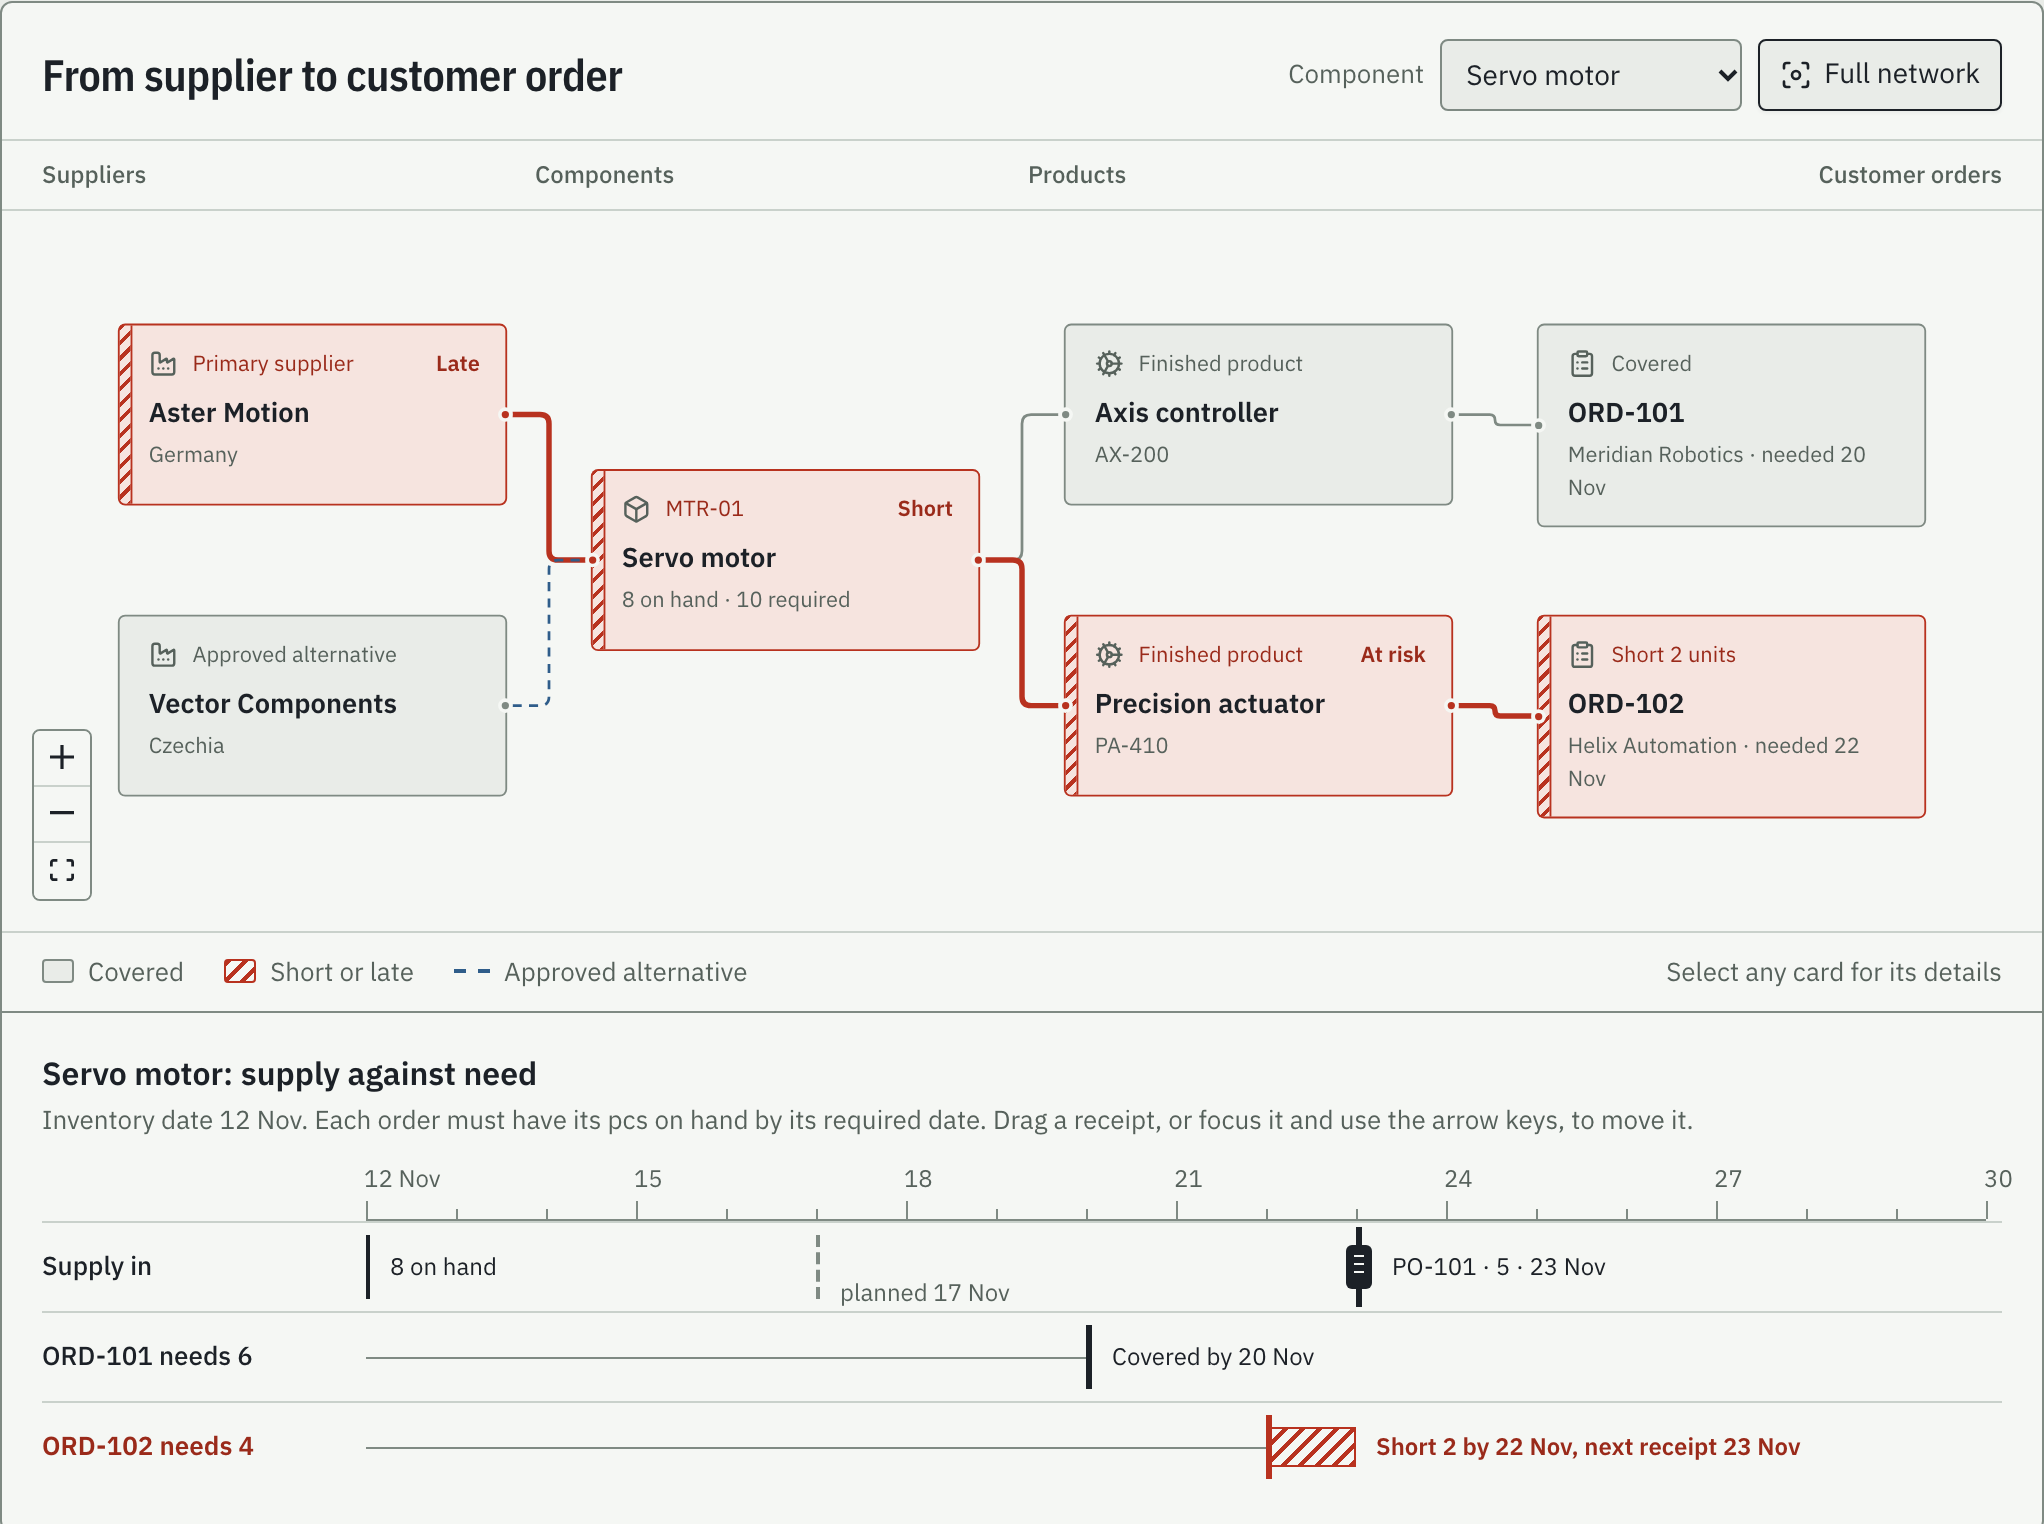 From supplier to customer order
Component
Servo motor
Full network
Suppliers
Components
Products
Customer orders
Primary supplier
Late
Aster Motion
Germany
Approved alternative
Vector Components
Czechia
MTR-01
Short
Servo motor
8 on hand · 10 required
Finished product
Axis controller
AX-200
Finished product
At risk
Precision actuator
PA-410
Covered
ORD-101
Meridian Robotics · needed 20
Nov
Short 2 units
ORD-102
Helix Automation · needed 22
Nov
Covered
Short or late
Approved alternative
Select any card for its details
Servo motor: supply against need
Inventory date 12 Nov. Each order must have its pcs on hand by its required date. Drag a receipt, or focus it and use the arrow keys, to move it.
12 Nov
15
18
21
24
27
30
Supply in
8 on hand
planned 17 Nov
PO-101 · 5 · 23 Nov
ORD-101 needs 6
Covered by 20 Nov
ORD-102 needs 4
Short 2 by 22 Nov, next receipt 23 Nov